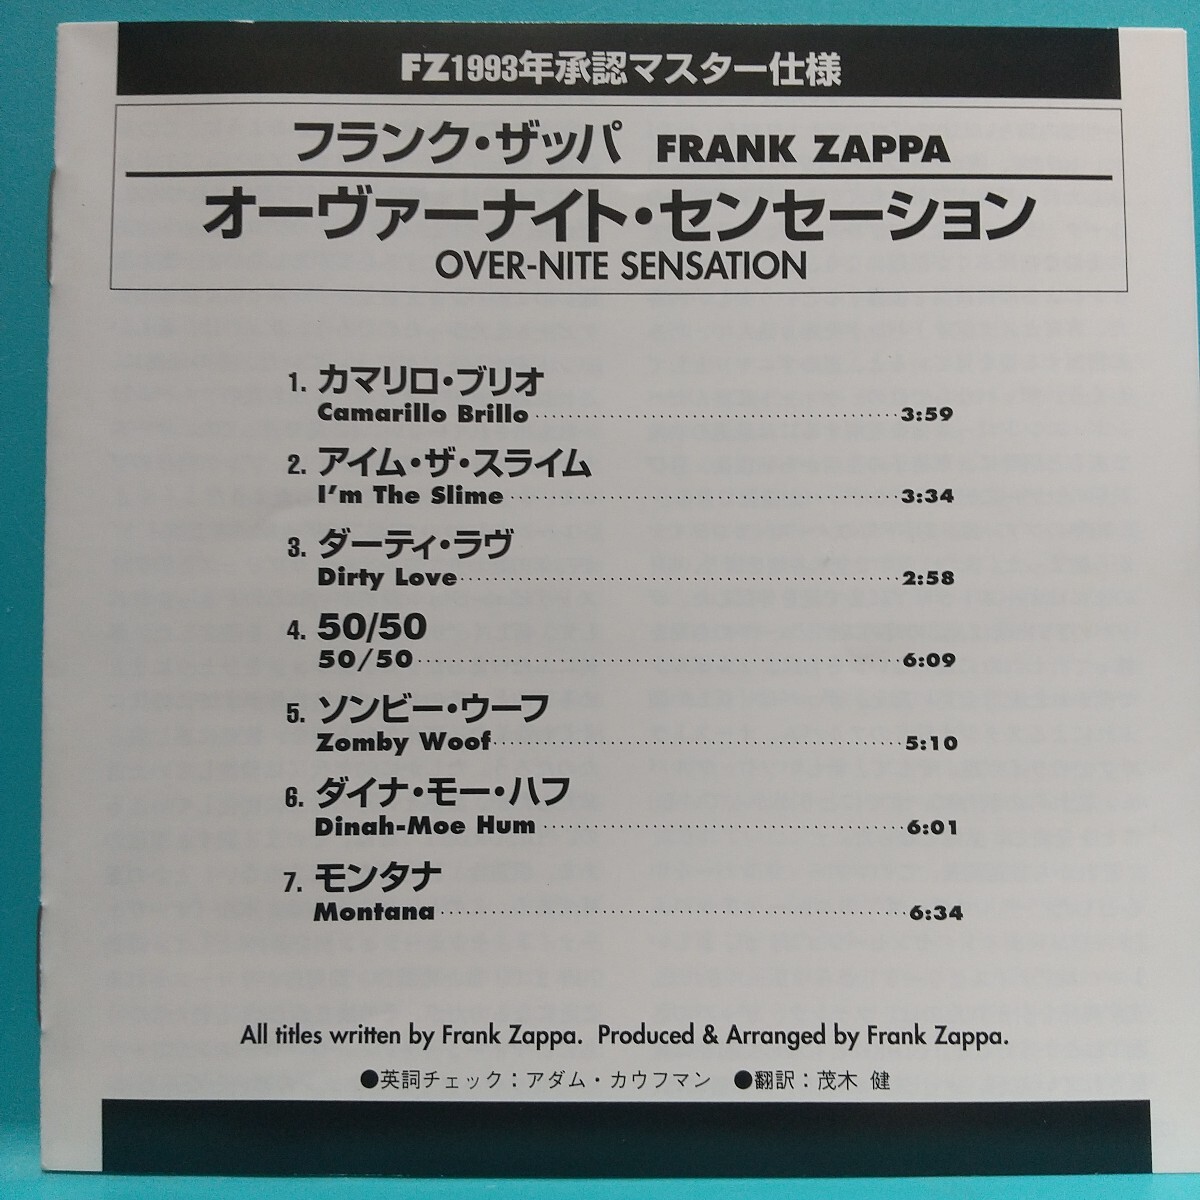 FZ1993年承認マスター仕様
フランク・ザッパ FRANK ZAPPA
オーヴァーナイト・センセーション
OVER-NITE SENSATION
1. カマリロ・ブリオ
Camarillo Brillo 3:59
2. アイム・ザ・スライム
I'm The Slime 3:34
3. ダーティ・ラヴ
Dirty Love 2:58
4. 50/50
50/50 6:09
5. ゾンビー・ウーフ
Zomby Woof 5:10
6. ダイナ・モー・ハム
Dinah-Moe Hum 6:01
7. モンタナ
Montana 6:34
All titles written by Frank Zappa. Produced & Arranged by Frank Zappa.
●英詞チェック：アダム・カウフマン ●翻訳：茂木 健